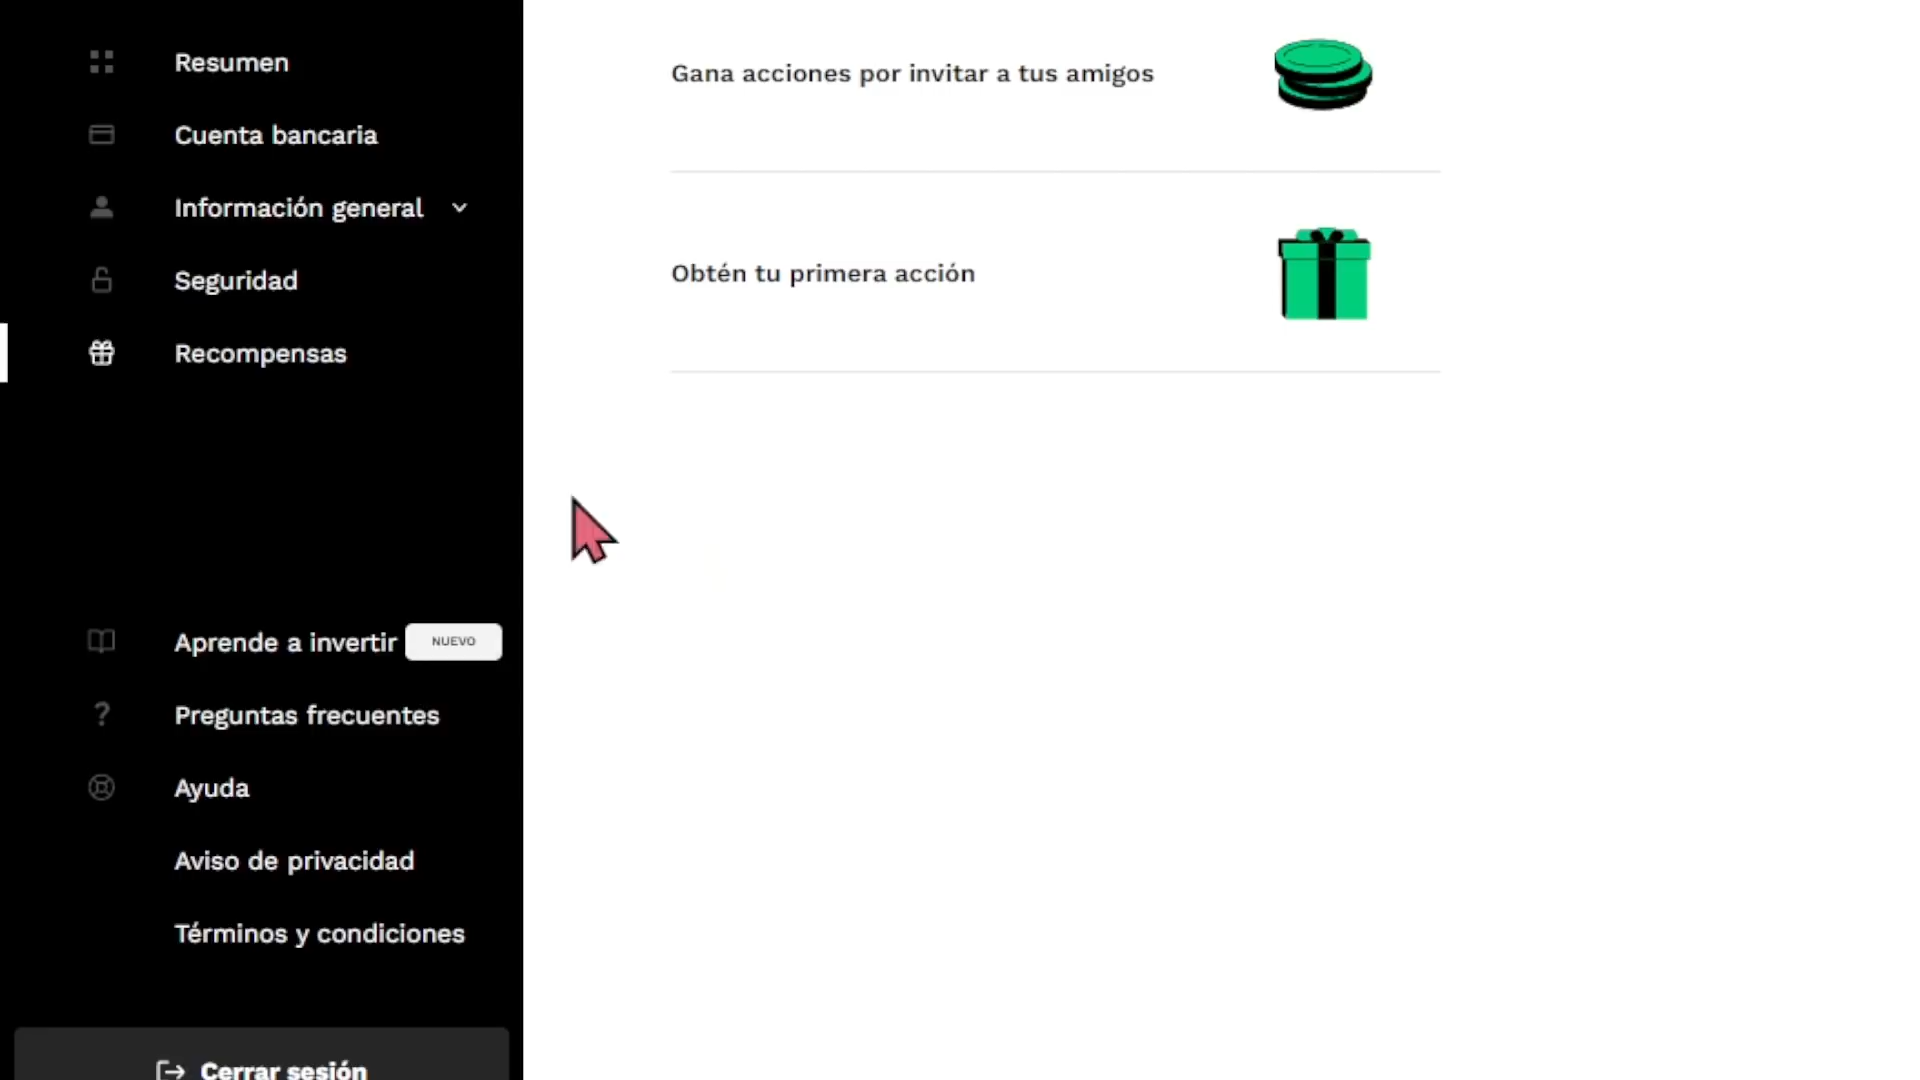 Resumen
Cuenta bancaria
Información general
Seguridad
Recompensas
Aprende a invertir NUEVO
Preguntas frecuentes
Ayuda
Aviso de privacidad
Términos y condiciones
Cerrar sesión
Gana acciones por invitar a tus amigos
Obtén tu primera acción